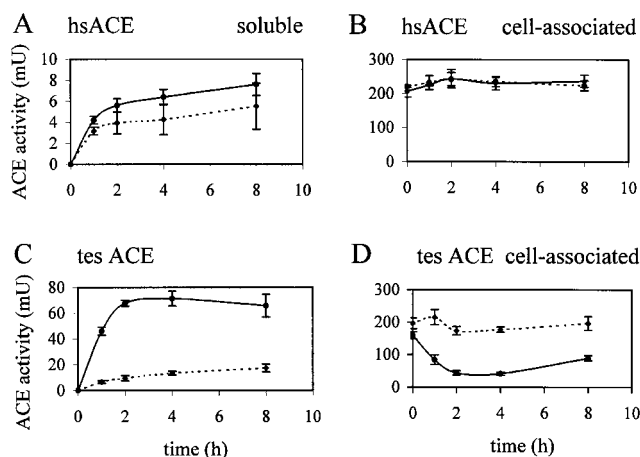 A hsACE soluble
B hsACE cell-associated
ACE activity (mU)
10
8
6
4
2
0
0 2 4 6 8 10
300
200
100
0
0 2 4 6 8 10
C tes ACE
D tes ACE cell-associated
ACE activity (mU)
80
60
40
20
0
0 2 4 6 8 10
time (h)
300
200
100
0
0 2 4 6 8 10
time (h)